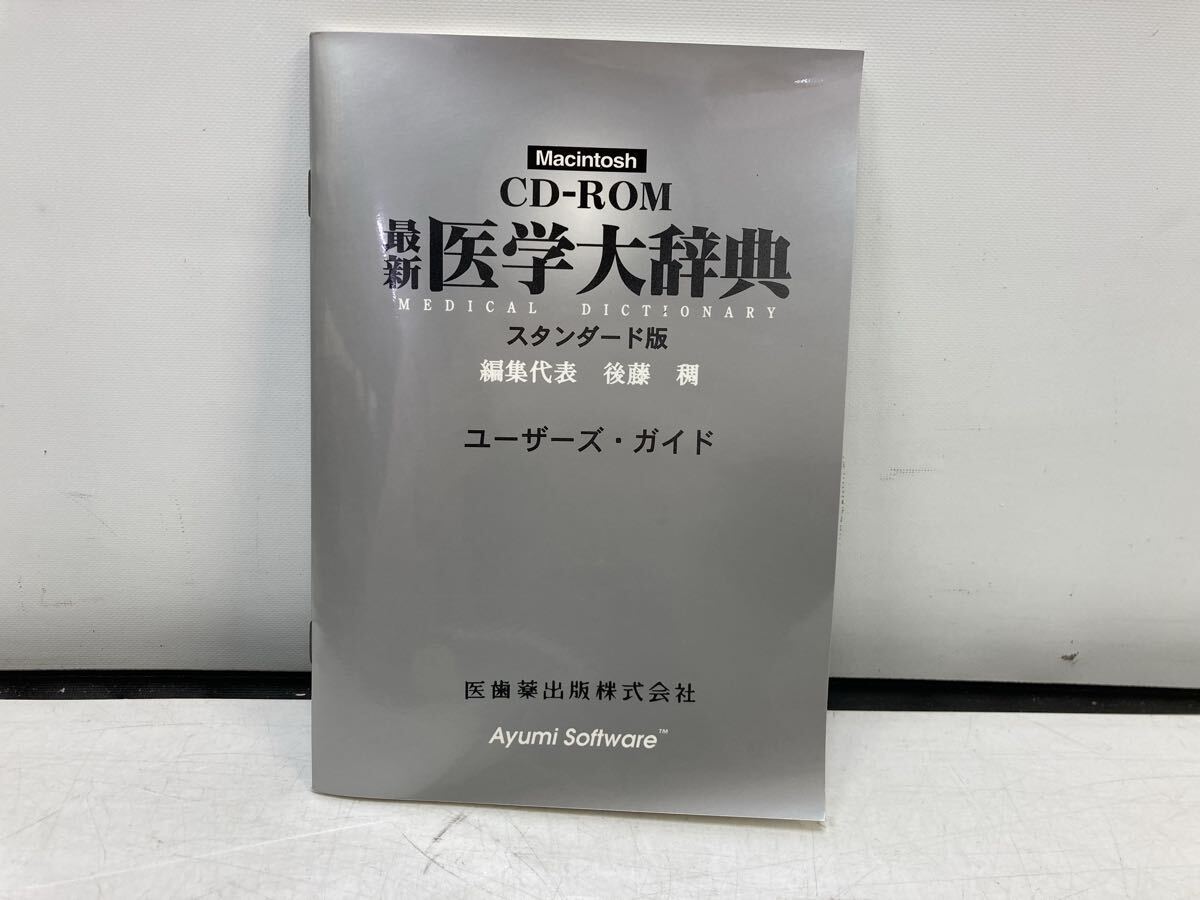 Macintosh
CD-ROM
最新 医学大辞典
MEDICAL DICTIONARY
スタンダード版
編集代表 後藤 稠
ユーザーズ・ガイド
医歯薬出版株式会社
Ayumi Software™